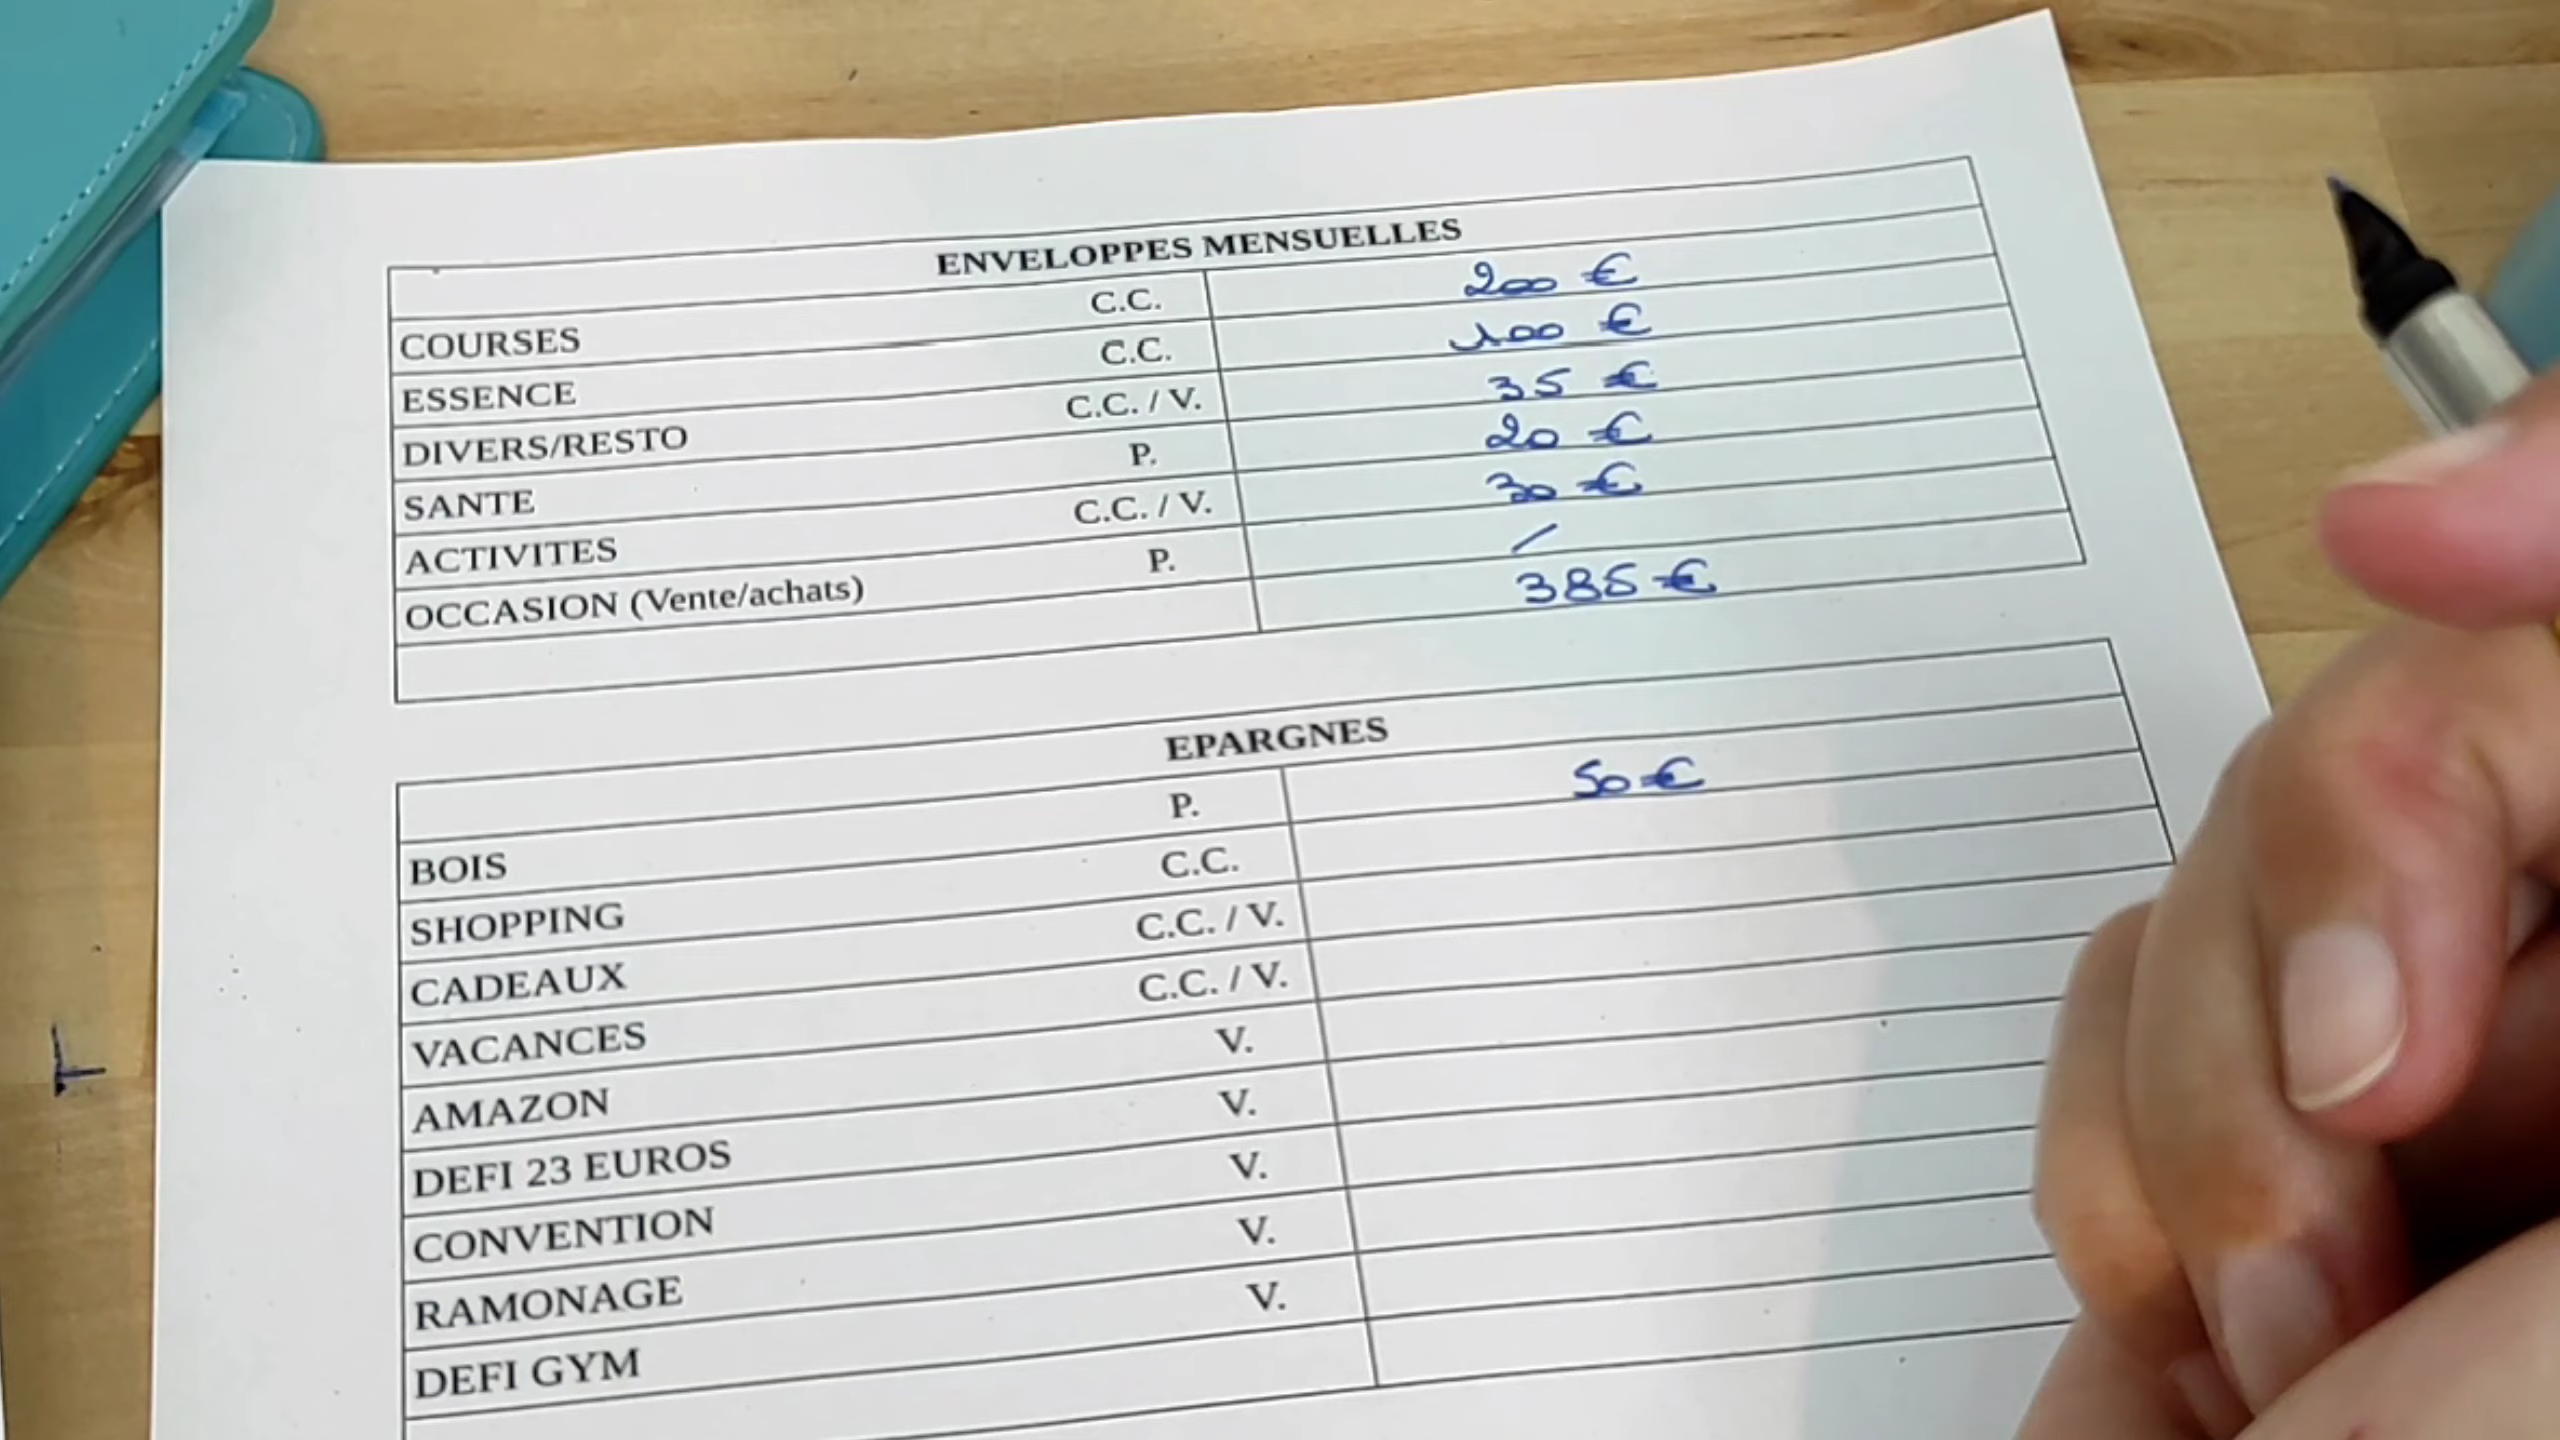 ENVELOPPES MENSUELLES
COURSES C.C. 200 €
ESSENCE C.C. 100 €
DIVERS/RESTO C.C. / V. 35 €
SANTE P. 20 €
ACTIVITES C.C. / V. 30 €
OCCASION (Vente/achats) P. /
385 €
EPARGNES
BOIS P. 50 €
SHOPPING C.C.
CADEAUX C.C. / V.
VACANCES C.C. / V.
AMAZON V.
DEFI 23 EUROS V.
CONVENTION V.
RAMONAGE V.
DEFI GYM V.